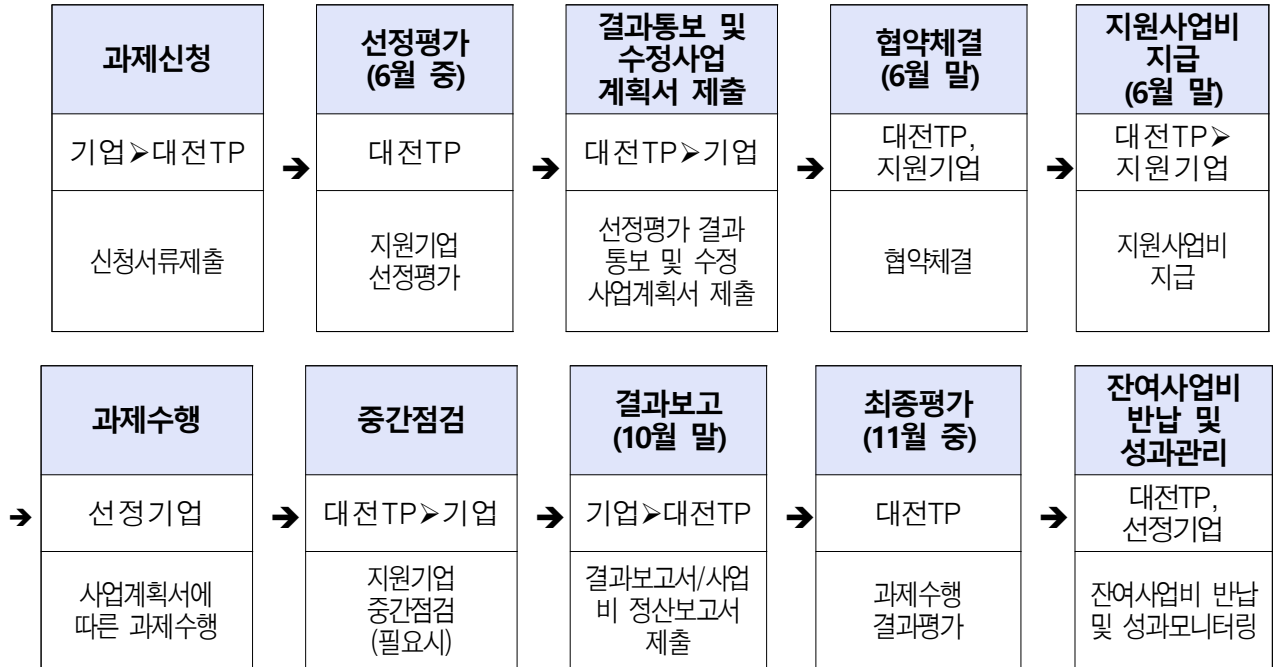 과제신청
기업➢대전TP
신청서류제출
➔
선정평가
(6월 중)
대전TP
지원기업
선정평가
➔
결과통보 및
수정사업
계획서 제출
대전TP➢기업
선정평가 결과
통보 및 수정
사업계획서 제출
➔
협약체결
(6월 말)
대전TP,
지원기업
협약체결
➔
지원사업비
지급
(6월 말)
대전TP➢
지원기업
지원사업비
지급
➔
과제수행
선정기업
사업계획서에
따른 과제수행
➔
중간점검
대전TP➢기업
지원기업
중간점검
(필요시)
➔
결과보고
(10월 말)
기업➢대전TP
결과보고서/사업
비 정산보고서
제출
➔
최종평가
(11월 중)
대전TP
과제수행
결과평가
➔
잔여사업비
반납 및
성과관리
대전TP,
선정기업
잔여사업비 반납
및 성과모니터링